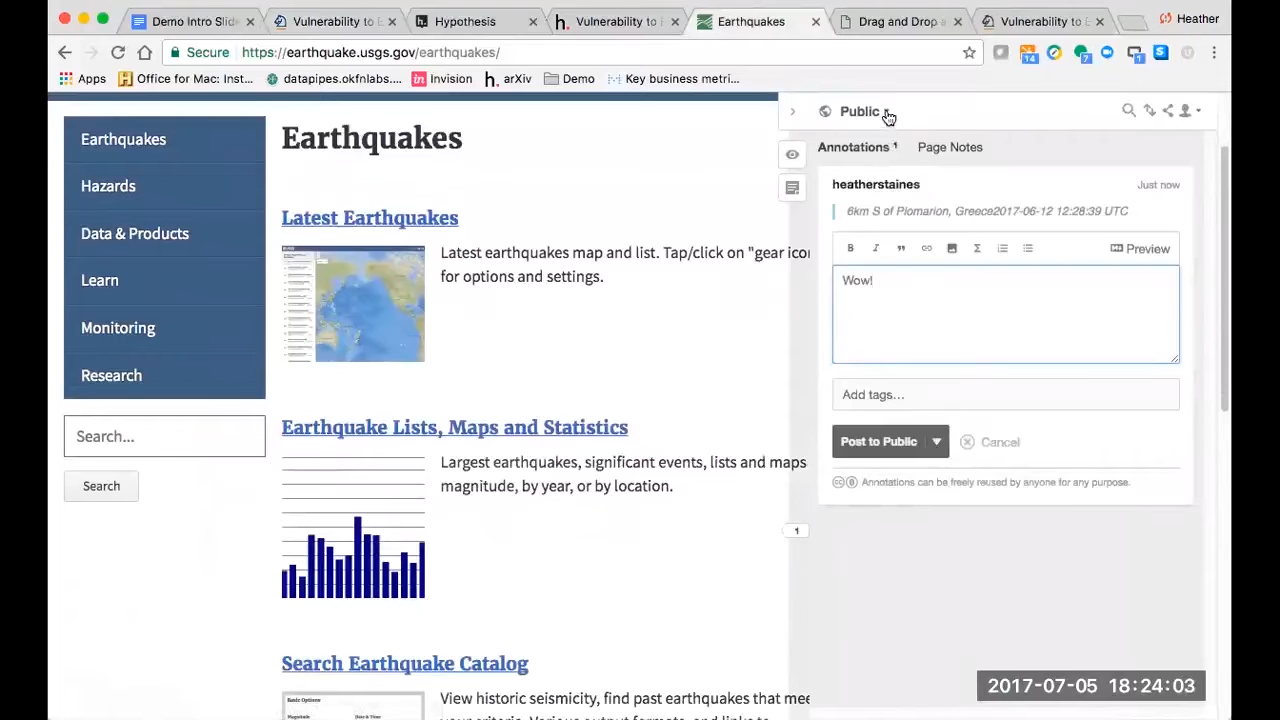 Demo Intro Slid
Vulnerability to E
Hypothesis
Vulnerability to E
Earthquakes
Drag and Drop a
Vulnerability to E
Heather
Secure
https://earthquake.usgs.gov/earthquakes/
14
7
1
Apps
Office for Mac: Inst...
datapipes.okfnlabs....
in Invision
h. arXiv
Demo
Key business metri...
Earthquakes
Hazards
Data & Products
Learn
Monitoring
Research
Search...
Search
Earthquakes
Latest Earthquakes
Latest earthquakes map and list. Tap/click on "gear icon
for options and settings.
Earthquake Lists, Maps and Statistics
Largest earthquakes, significant events, lists and maps
magnitude, by year, or by location.
Search Earthquake Catalog
Basic Options
View historic seismicity, find past earthquakes that mee
Public
Annotations 1
Page Notes
heatherstaines
Just now
6km S of Plomarion, Greece2017-06-12 12:28:39 UTC
Preview
Wow!
Add tags...
Post to Public
Cancel
Annotations can be freely reused by anyone for any purpose.
1
2017-07-05 18:24:03